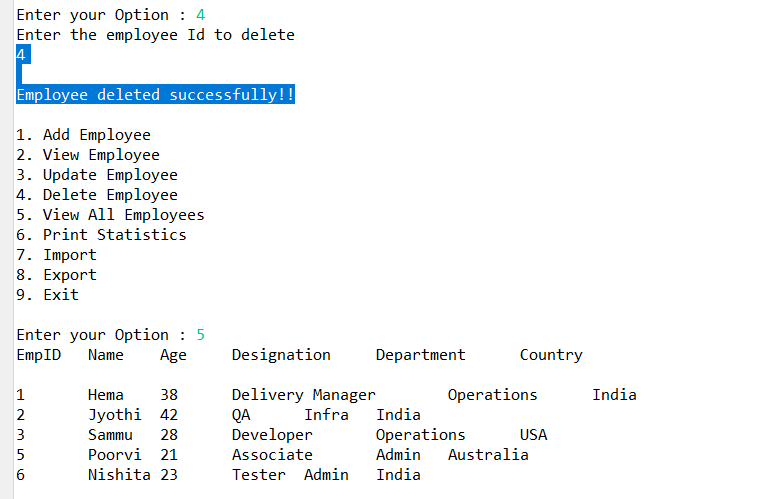 Enter your Option : 4
Enter the employee Id to delete
4
Employee deleted successfully!!
1. Add Employee
2. View Employee
3. Update Employee
4. Delete Employee
5. View All Employees
6. Print Statistics
7. Import
8. Export
9. Exit
Enter your Option : 5
EmpID Name Age Designation Department Country
1 Hema 38 Delivery Manager Operations India
2 Jyothi 42 QA Infra India
3 Sammu 28 Developer Operations USA
5 Poorvi 21 Associate Admin Australia
6 Nishita 23 Tester Admin India